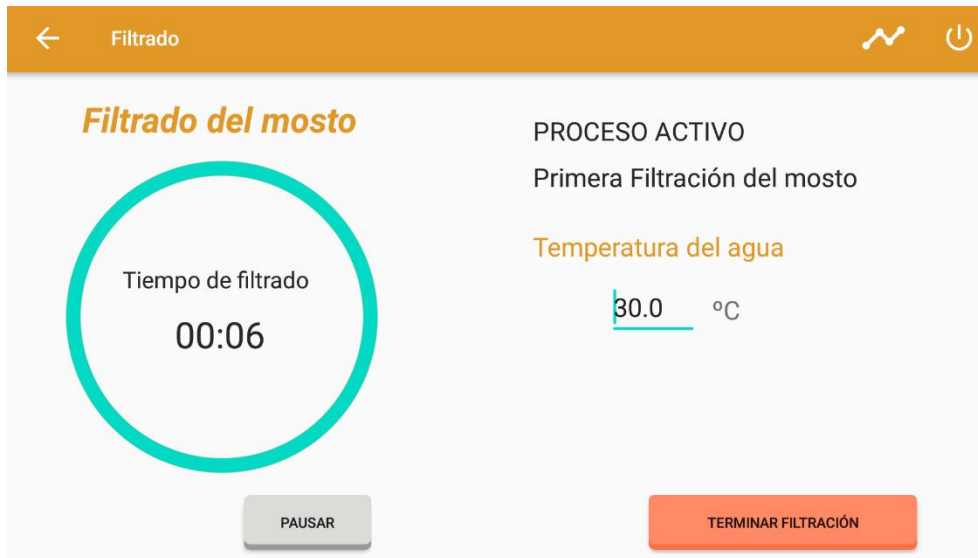 Filtrado
Filtrado del mosto
Tiempo de filtrado
00:06
PAUSAR
PROCESO ACTIVO
Primera Filtración del mosto
Temperatura del agua
30.0 ºC
TERMINAR FILTRACIÓN